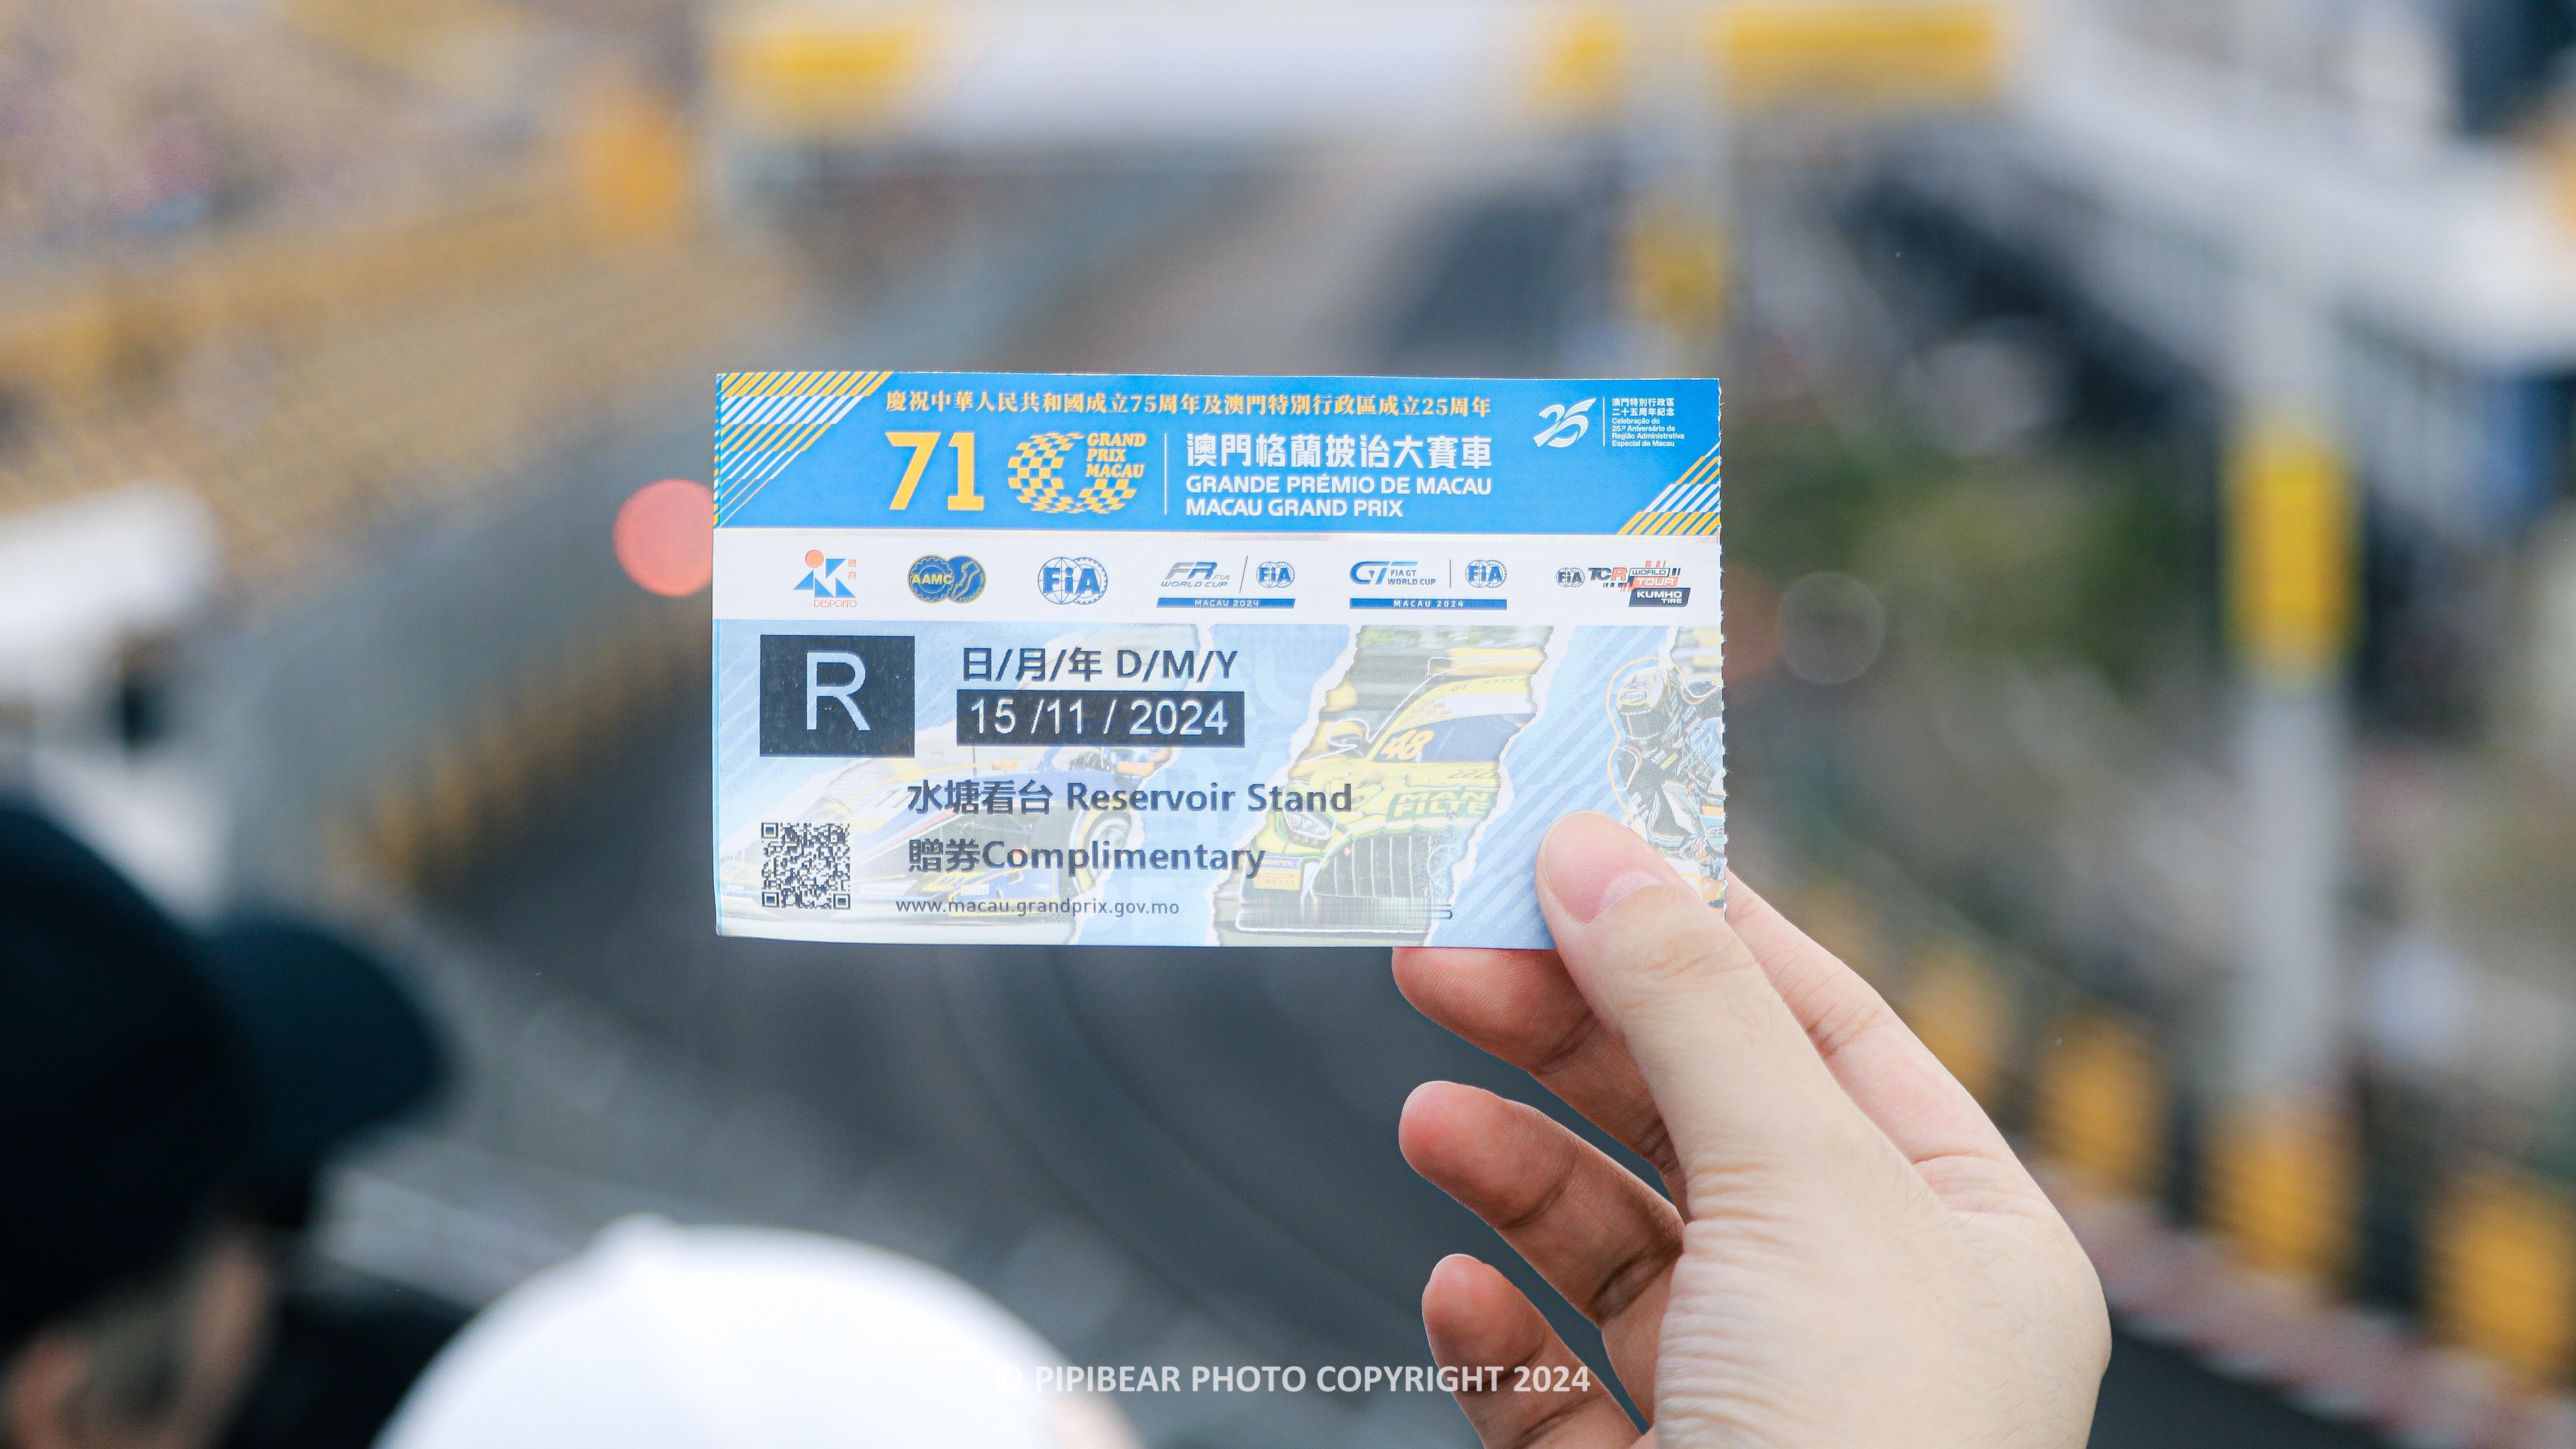 慶祝中華人民共和國成立75周年及澳門特別行政區成立25周年
71
GRAND
PRIX
MACAU
澳門格蘭披治大賽車
GRANDE PRÉMIO DE MACAU
MACAU GRAND PRIX
25
澳門特別行政區
二十五周年紀念
Celebração do
25.º Aniversário da
Região Administrativa
Especial de Macau
體育
DESPORTO
AAMC
FiA
FR FIA
WORLD CUP
FiA
MACAU 2024
GT FIA GT
WORLD CUP
FiA
MACAU 2024
FiA TCR WORLD
TOUR
KUMHO
TIRE
R
日/月/年 D/M/Y
15 /11 / 2024
48
MANN
FILTER
水塘看台 Reservoir Stand
贈券Complimentary
www.macau.grandprix.gov.mo
© PIPIBEAR PHOTO COPYRIGHT 2024